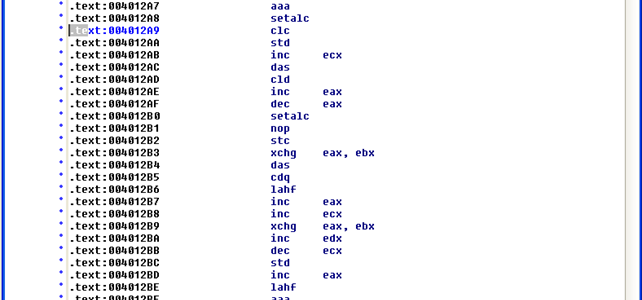 .text:004012A7 aaa
.text:004012A8 setalc
.text:004012A9 clc
.text:004012AA std
.text:004012AB inc ecx
.text:004012AC das
.text:004012AD cld
.text:004012AE inc eax
.text:004012AF dec eax
.text:004012B0 setalc
.text:004012B1 nop
.text:004012B2 stc
.text:004012B3 xchg eax, ebx
.text:004012B4 das
.text:004012B5 cdq
.text:004012B6 lahf
.text:004012B7 inc eax
.text:004012B8 inc ecx
.text:004012B9 xchg eax, ebx
.text:004012BA inc edx
.text:004012BB dec ecx
.text:004012BC std
.text:004012BD inc eax
.text:004012BE lahf
.text:004012BF aaa